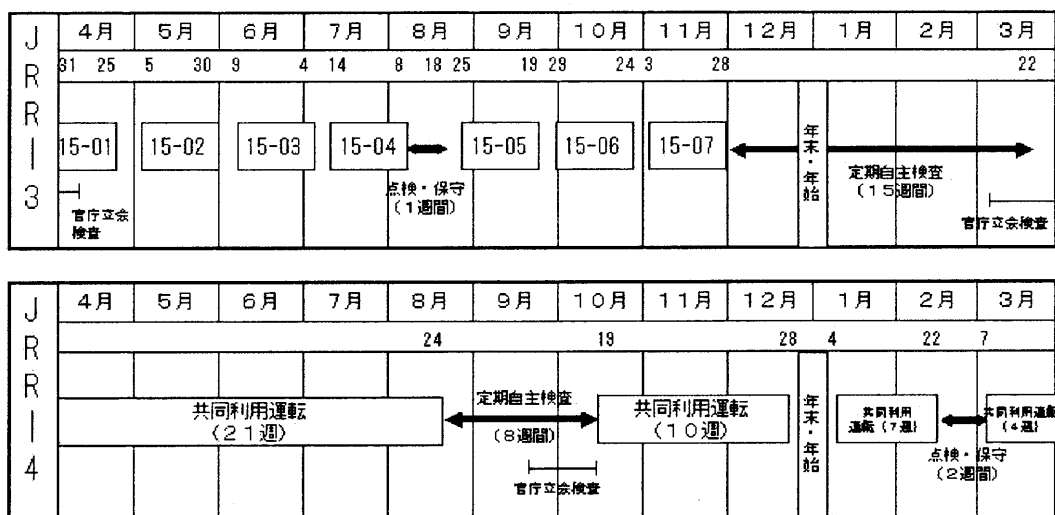 JRR-3
4月 5月 6月 7月 8月 9月 10月 11月 12月 1月 2月 3月
31 25 5 30 9 4 14 8 18 25 19 29 24 3 28 22
15-01 15-02 15-03 15-04 15-05 15-06 15-07
年末・年始
点検・保守
(1週間)
定期自主検査
(15週間)
官庁立会
検査
官庁立会検査
JRR-4
4月 5月 6月 7月 8月 9月 10月 11月 12月 1月 2月 3月
24 19 28 4 22 7
共同利用運転
(21週)
定期自主検査
(8週間)
官庁立会検査
共同利用運転
(10週)
年末・年始
共同利用
運転(7週)
点検・保守
(2週間)
共同利用運転
(4週)